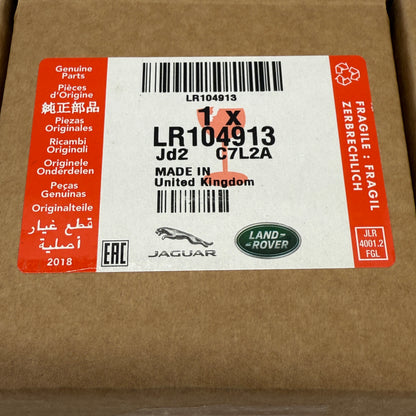 Genuine
Parts
Pièces
d'Origine
純正部品
Piezas
Originales
Ricambi
Originali
Originele
Onderdelen
Peças
Genuinas
Originalteile
قطع غيار
أصلية
2018
LR104913
1 x
LR104913
Jd2 C7L2A
MADE IN
United Kingdom
EAC
JAGUAR
LAND-
-ROVER
FRAGILE : FRAGIL
ZERBRECHLICH
JLR
4001.2
FGL